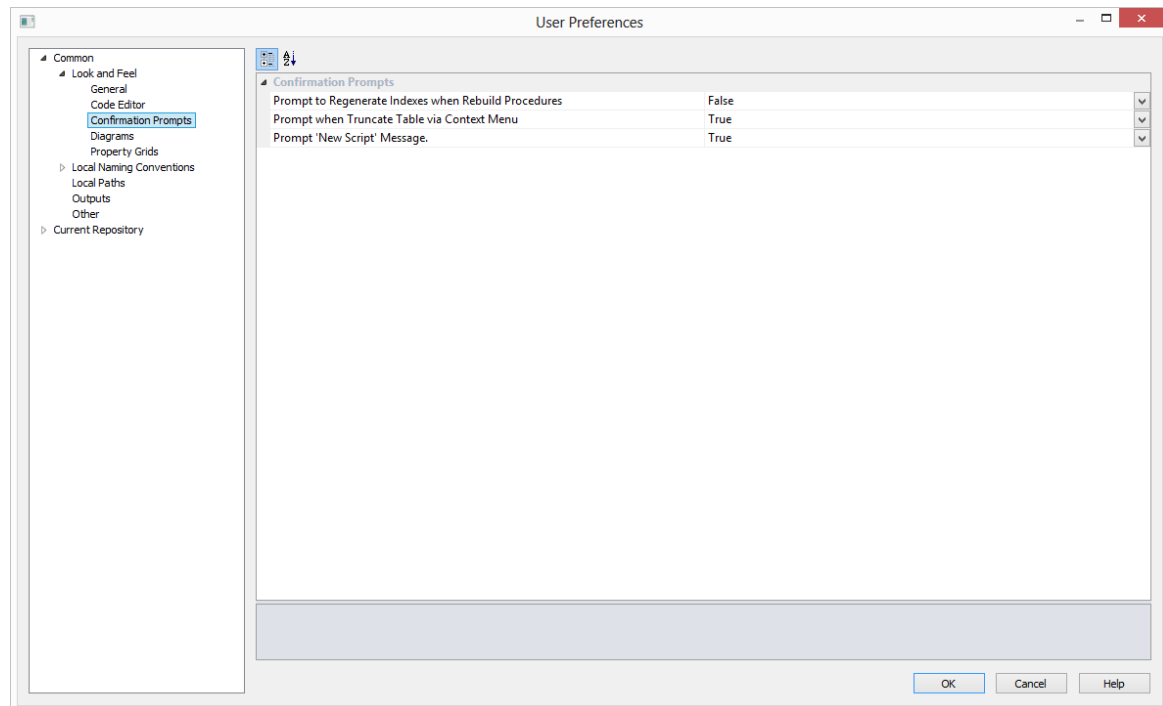 User Preferences
Common
Look and Feel
General
Code Editor
Confirmation Prompts
Diagrams
Property Grids
Local Naming Conventions
Local Paths
Outputs
Other
Current Repository
Confirmation Prompts
Prompt to Regenerate Indexes when Rebuild Procedures False
Prompt when Truncate Table via Context Menu True
Prompt 'New Script' Message. True
OK Cancel Help